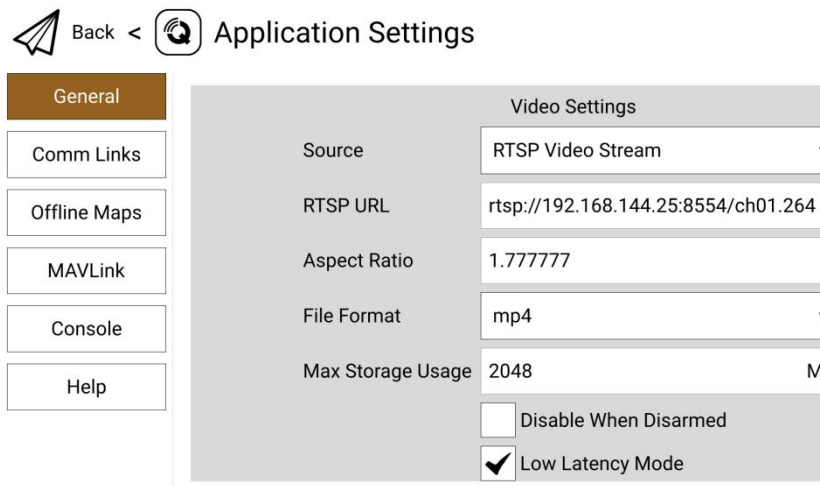 Back < Application Settings
General
Comm Links
Offline Maps
MAVLink
Console
Help
Video Settings
Source RTSP Video Stream
RTSP URL rtsp://192.168.144.25:8554/ch01.264
Aspect Ratio 1.777777
File Format mp4
Max Storage Usage 2048 M
Disable When Disarmed
Low Latency Mode